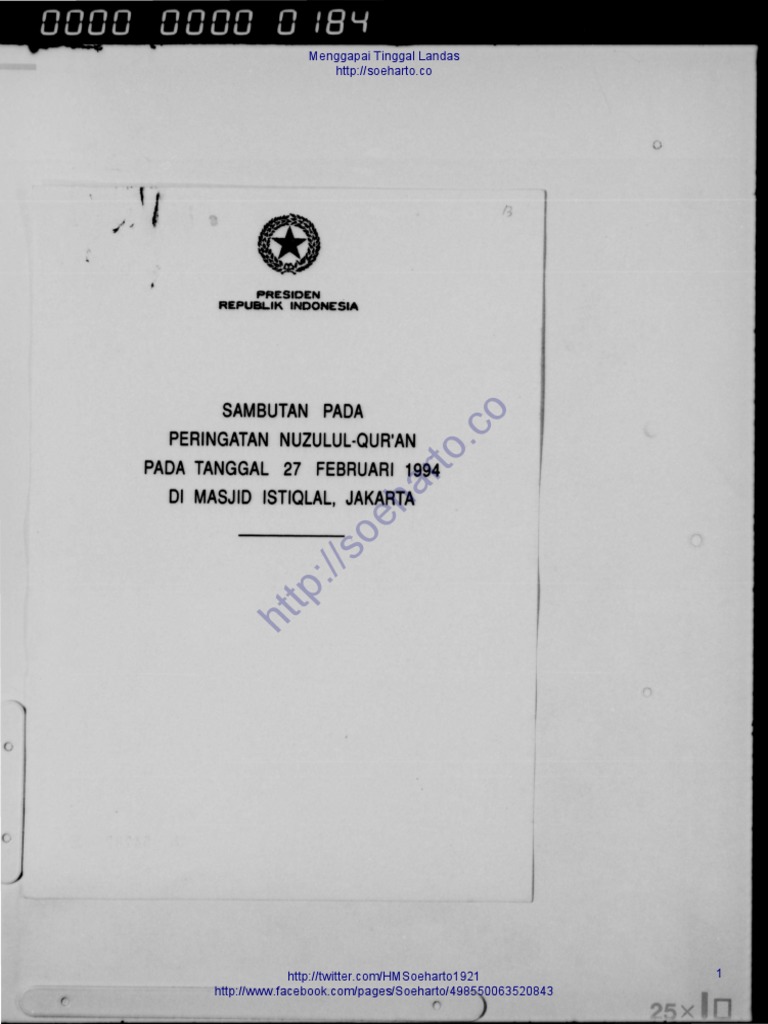 0000 0000 0184
Menggapai Tinggal Landas
http://soeharto.co
B
PRESIDEN
REPUBLIK INDONESIA
SAMBUTAN PADA
PERINGATAN NUZULUL-QUR'AN
PADA TANGGAL 27 FEBRUARI 1994
DI MASJID ISTIQLAL, JAKARTA
http://soeharto.co
http://twitter.com/HMSoeharto1921
1
http://www.facebook.com/pages/Soeharto/498550063520843
25×